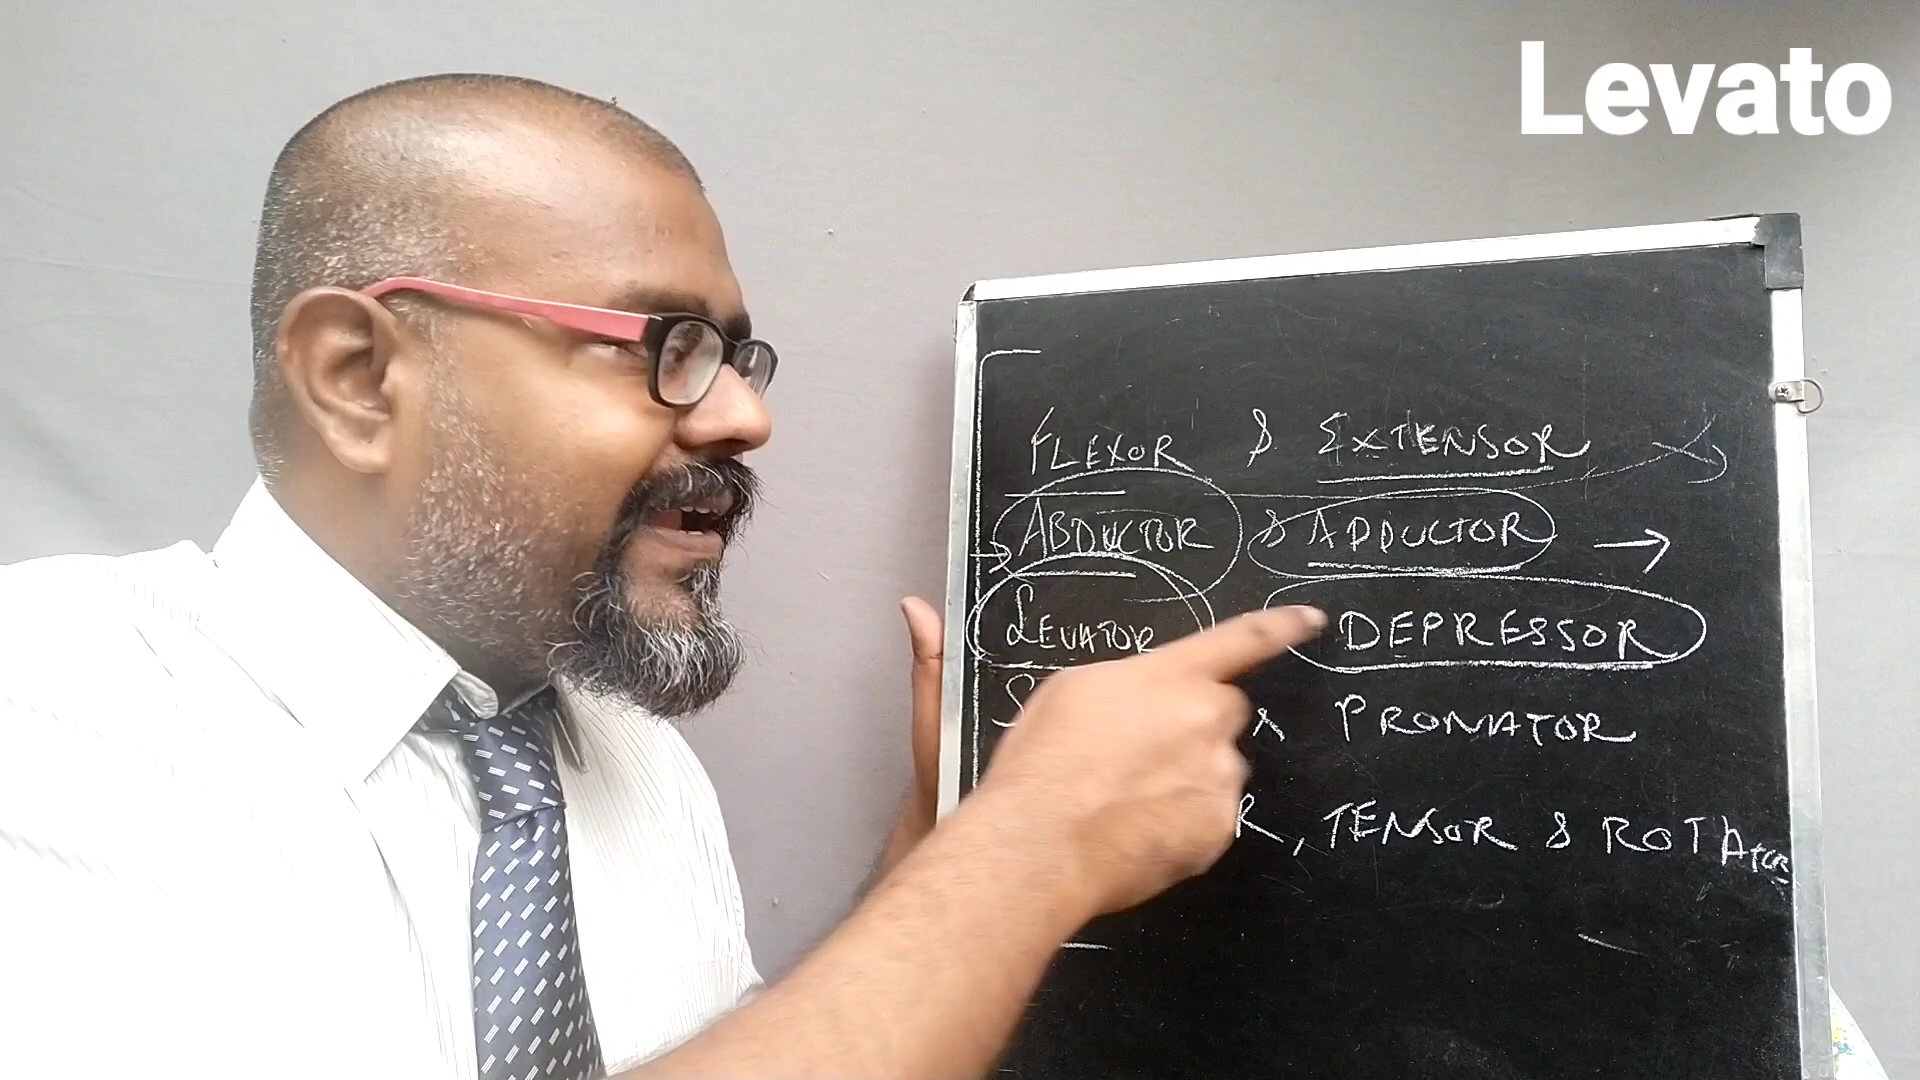 Levato
FLEXOR & EXTENSOR
ABDUCTOR & ADDUCTOR →
LEVATOR DEPRESSOR
PRONATOR
R, TENSOR & ROTATOR